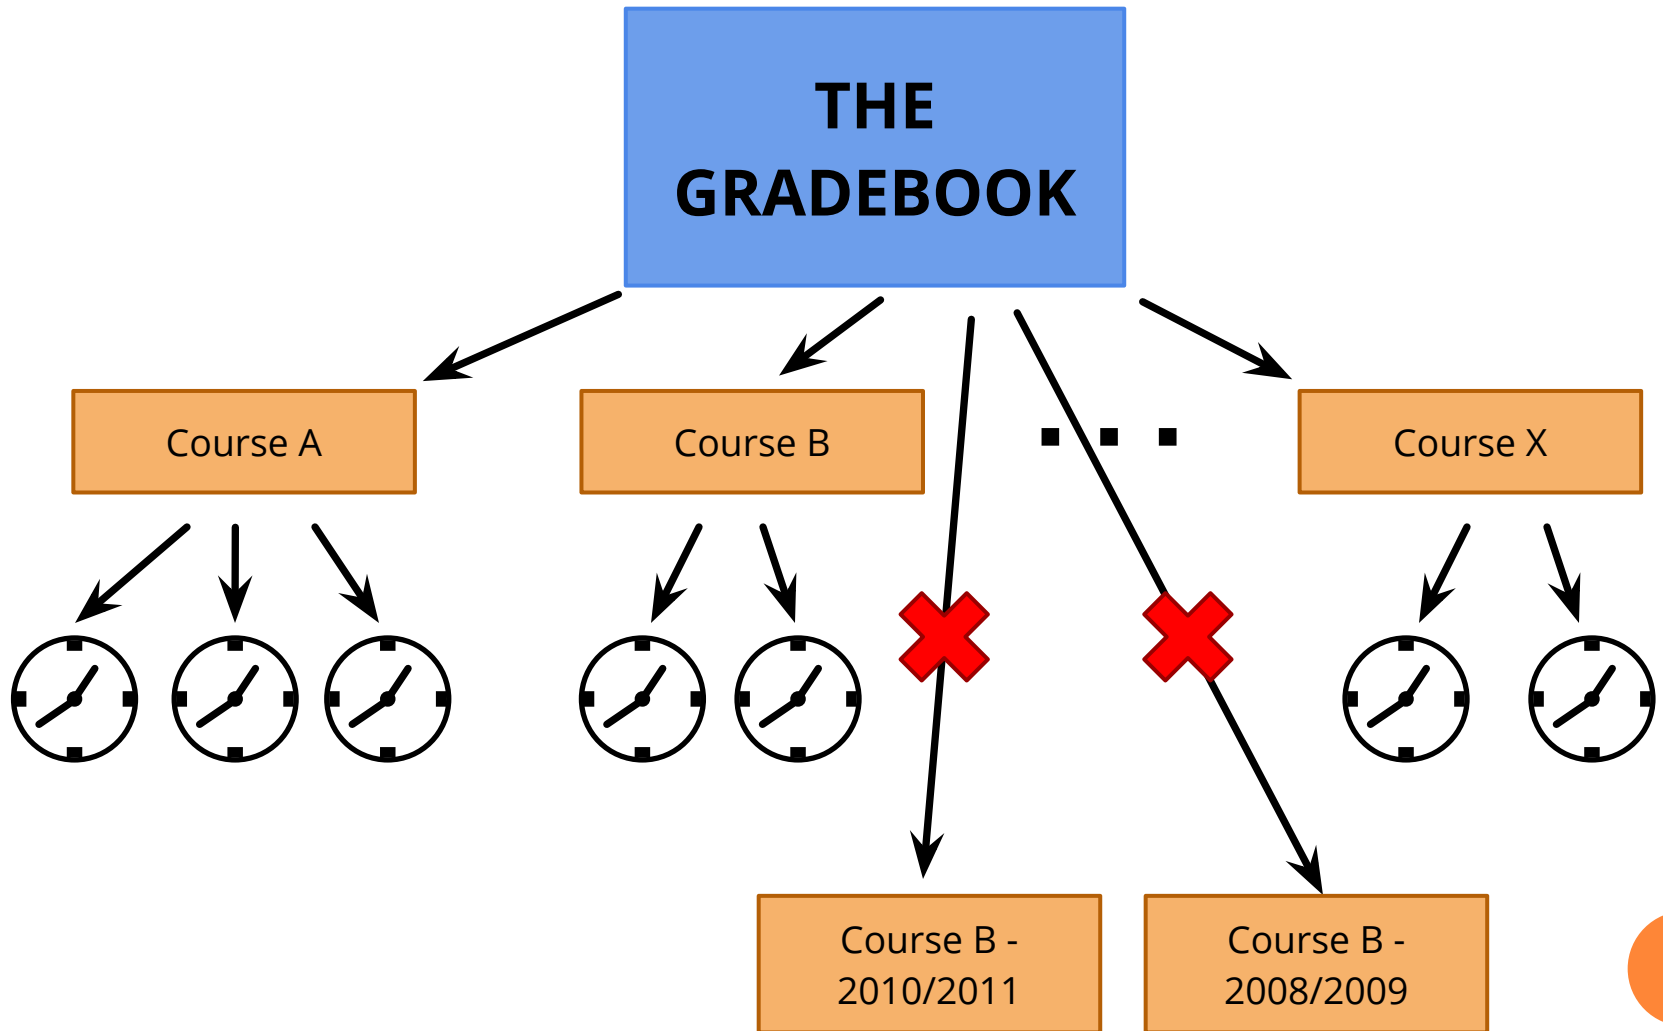 THE
GRADEBOOK
Course A
Course B
. . .
Course X
Course B -
2010/2011
Course B -
2008/2009